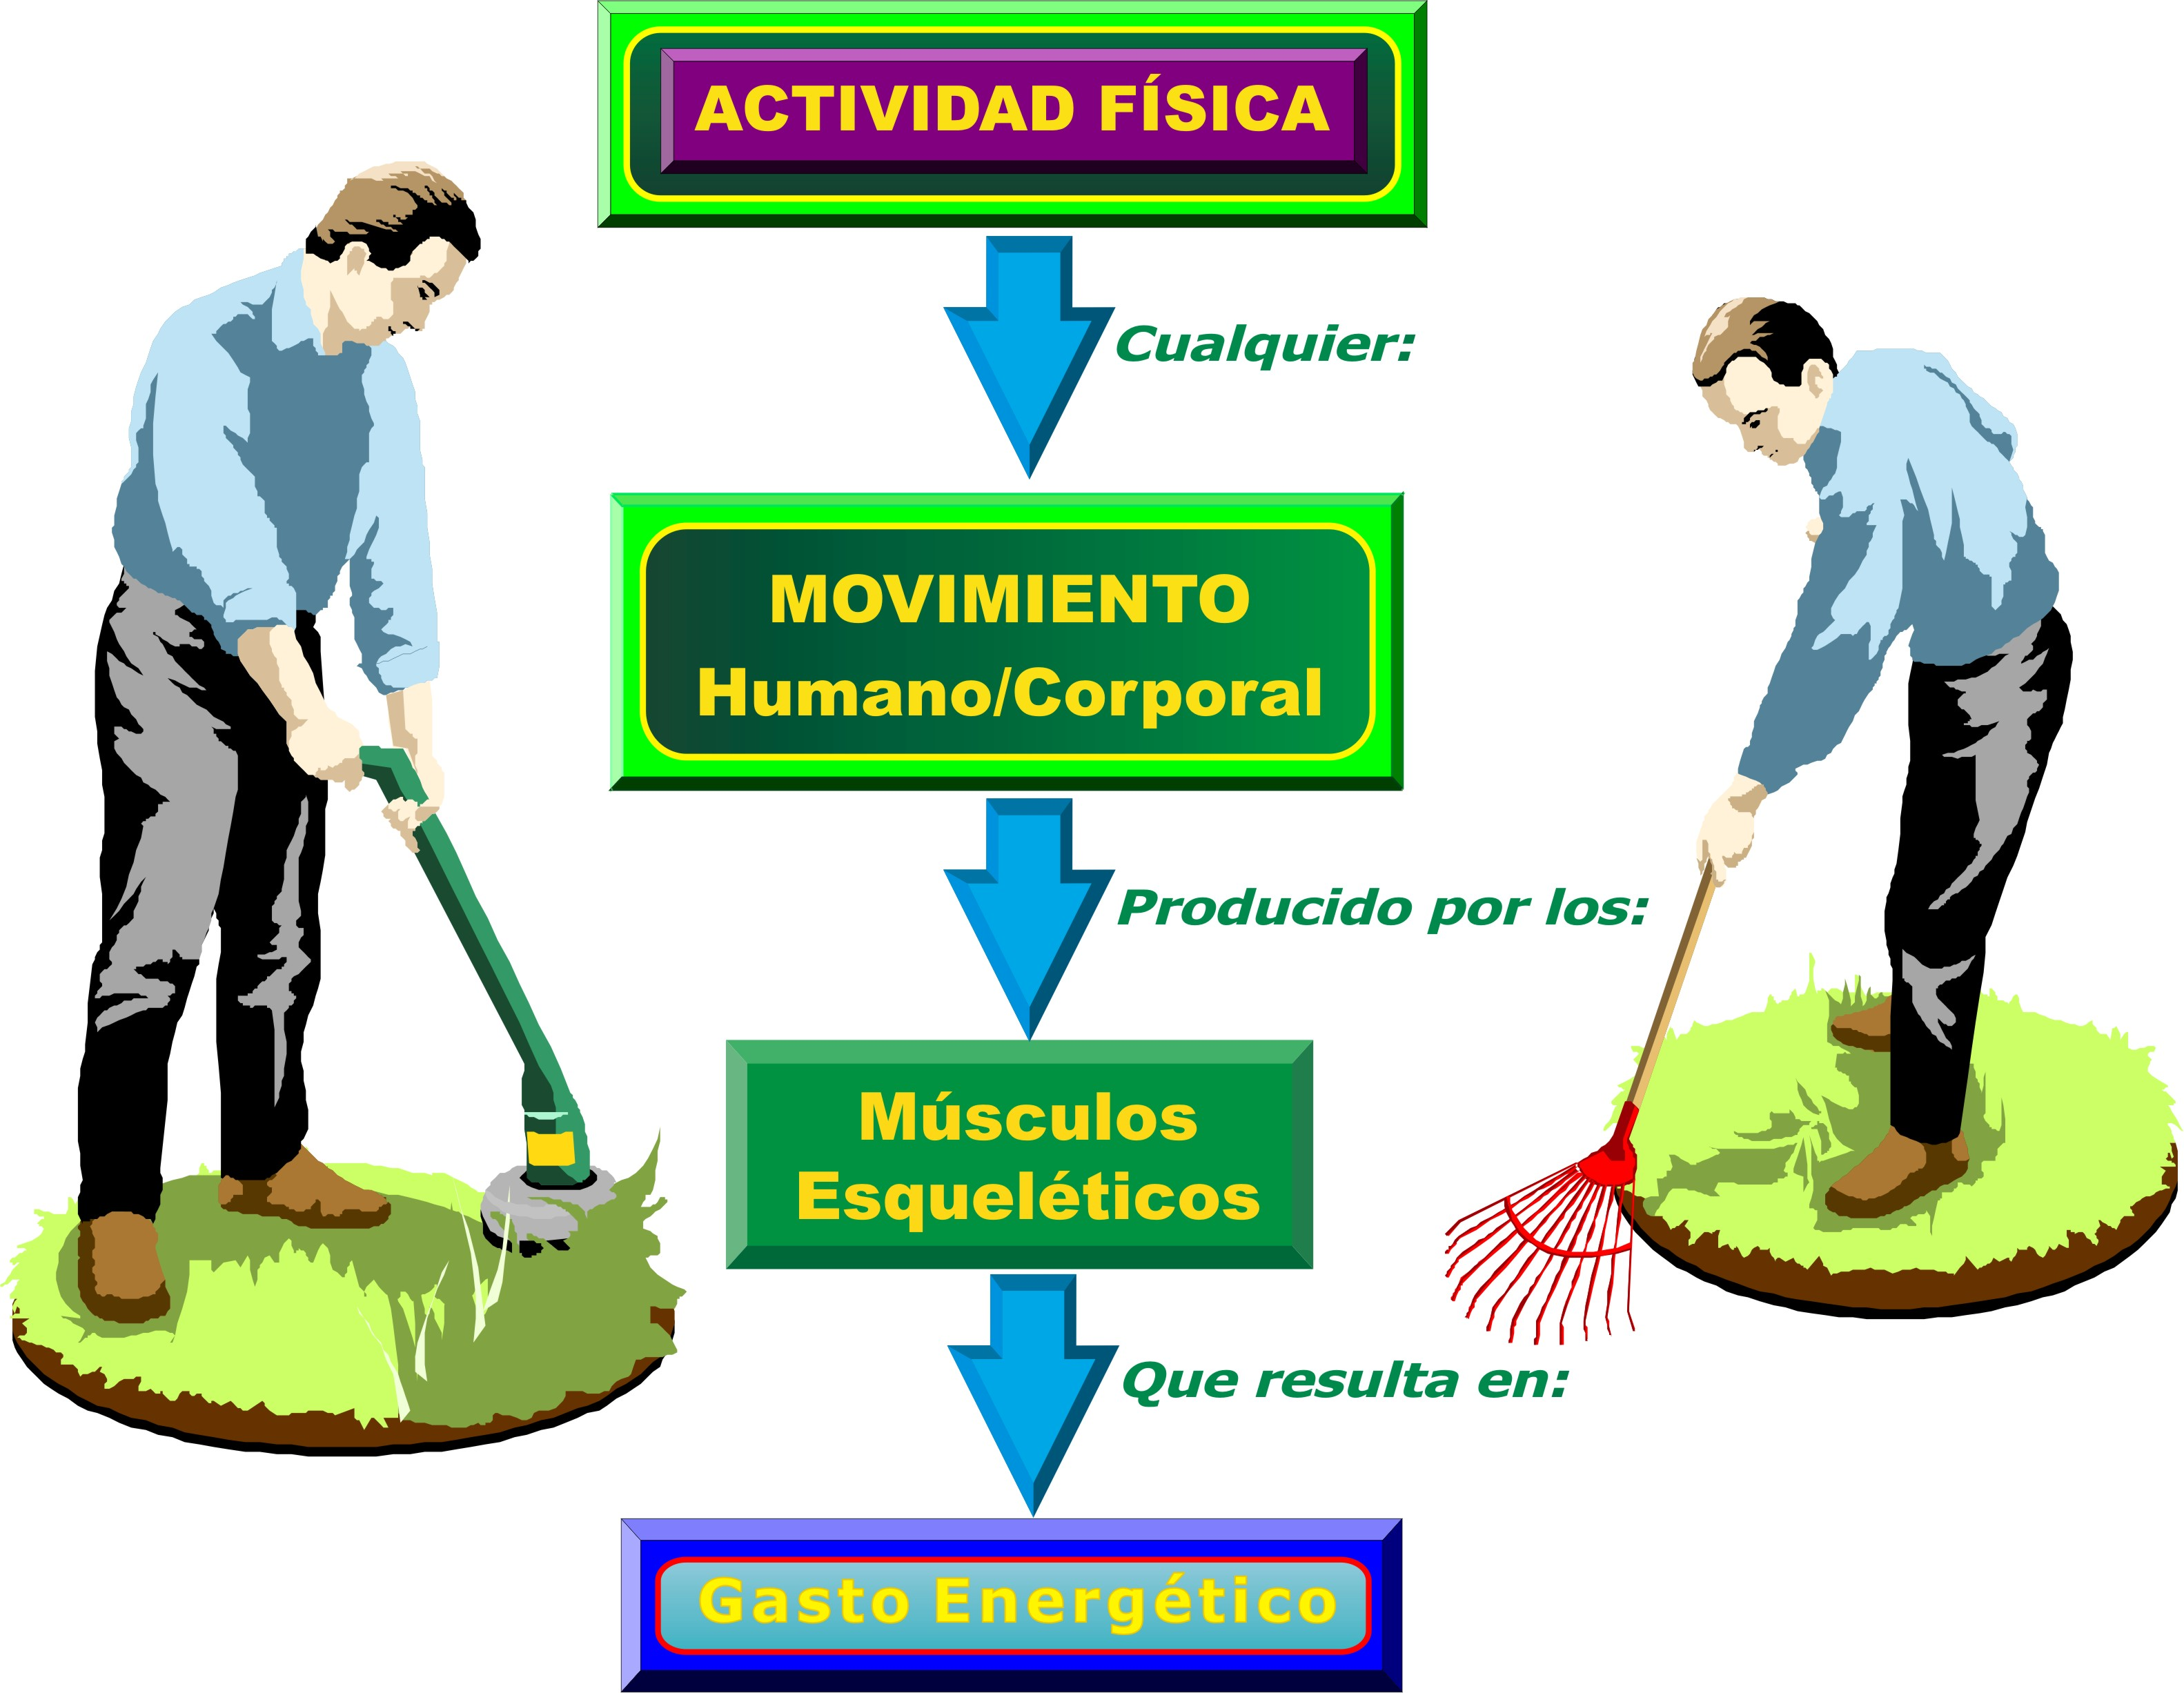 ACTIVIDAD FÍSICA
Cualquier:
MOVIMIENTO
Humano/Corporal
Producido por los:
Músculos
Esqueléticos
Que resulta en:
Gasto Energético